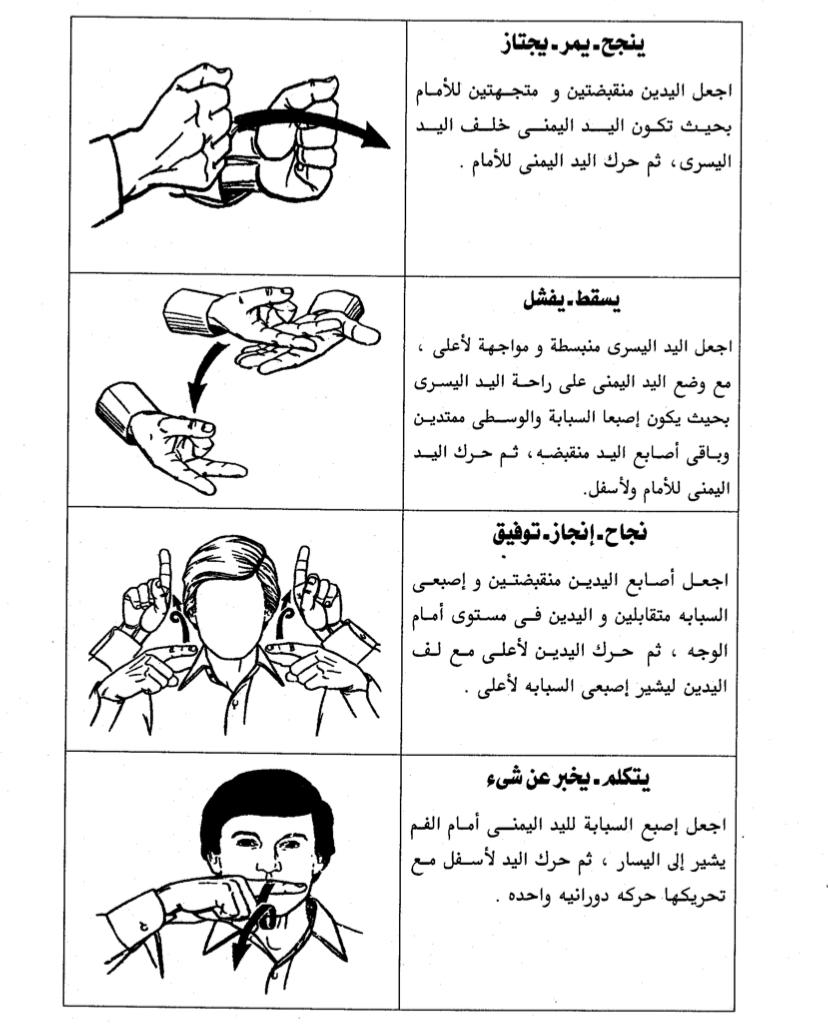 ينجح ـ يمر ـ يجتاز
اجعل اليدين منقبضتين و متجهتين للأمام
بحيث تكون اليد اليمنى خلف اليد
اليسرى، ثم حرك اليد اليمنى للأمام .
يسقط ـ يفشل
اجعل اليد اليسرى منبسطة و مواجهة لأعلى ،
مع وضع اليد اليمنى على راحة اليد اليسرى
بحيث يكون إصبعا السبابة والوسطى ممتدين
وباقى أصابع اليد منقبضه، ثم حرك اليد
اليمنى للأمام ولأسفل.
نجاح ـ إنجاز ـ توفيق
اجعل أصابع اليدين منقبضتين و إصبعى
السبابه متقابلين و اليدين فى مستوى أمام
الوجه ، ثم حرك اليدين لأعلى مع لف
اليدين ليشير إصبعى السبابه لأعلى .
يتكلم ـ يخبر عن شىء
اجعل إصبع السبابة لليد اليمنى أمام الفم
يشير إلى اليسار ، ثم حرك اليد لأسفل مع
تحريكها حركه دورانيه واحده .